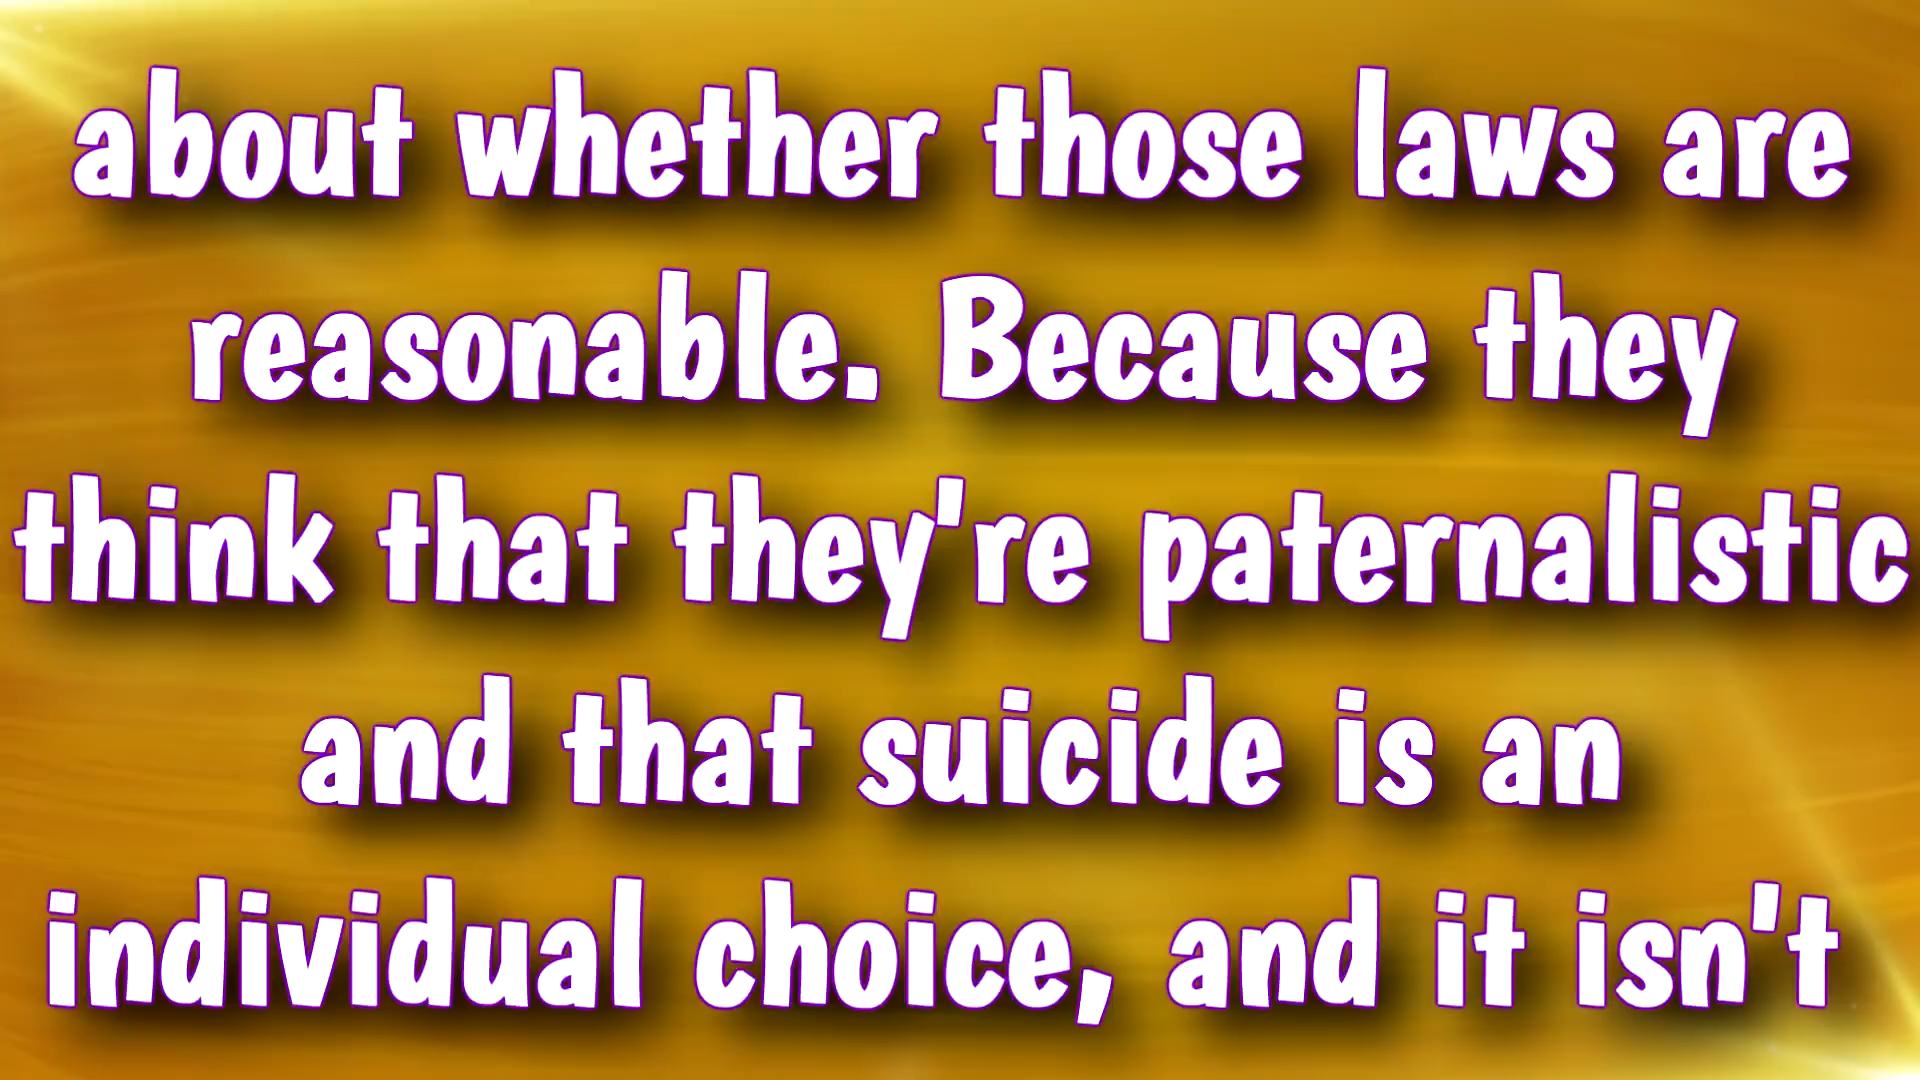 about whether those laws are
reasonable. Because they
think that they're paternalistic
and that suicide is an
individual choice, and it isn't